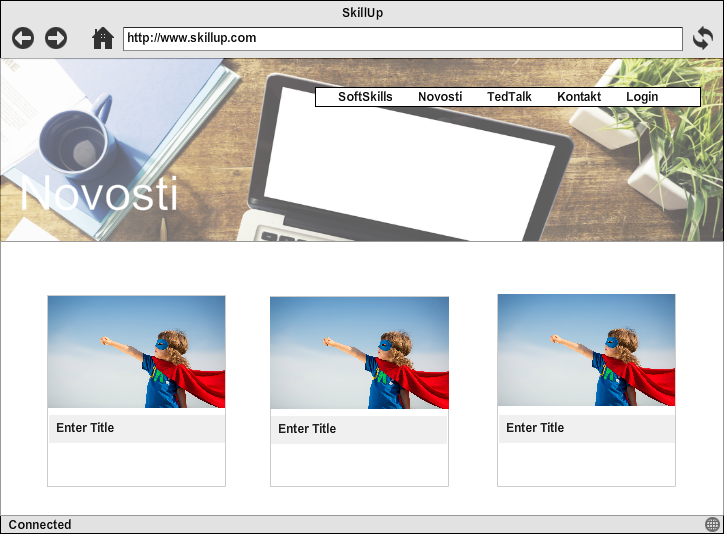 SkillUp
http://www.skillup.com
SoftSkills Novosti TedTalk Kontakt Login
Novosti
Enter Title Enter Title Enter Title
Connected